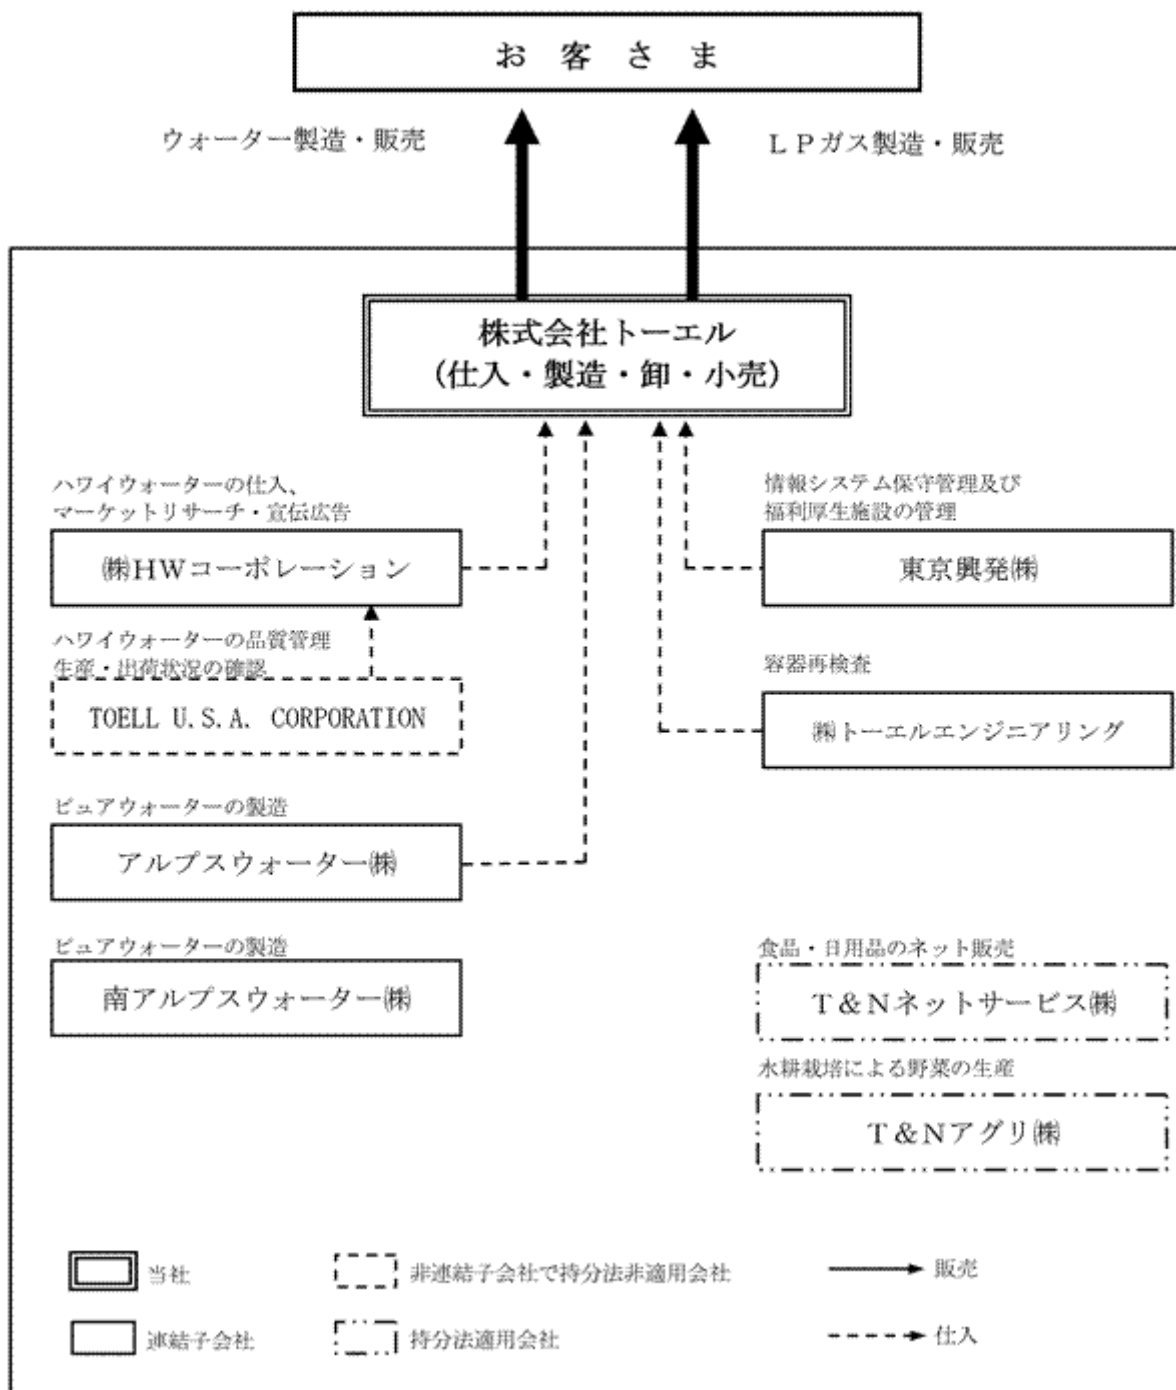 お客さま
ウォーター製造・販売
LPガス製造・販売
株式会社トーエル
(仕入・製造・卸・小売)
ハワイウォーターの仕入、
マーケットリサーチ・宣伝広告
㈱HWコーポレーション
情報システム保守管理及び
福利厚生施設の管理
東京興発㈱
ハワイウォーターの品質管理
生産・出荷状況の確認
TOELL U.S.A. CORPORATION
容器再検査
㈱トーエルエンジニアリング
ピュアウォーターの製造
アルプスウォーター㈱
ピュアウォーターの製造
南アルプスウォーター㈱
食品・日用品のネット販売
T&Nネットサービス㈱
水耕栽培による野菜の生産
T&Nアグリ㈱
当社
非連結子会社で持分法非適用会社
販売
連結子会社
持分法適用会社
仕入